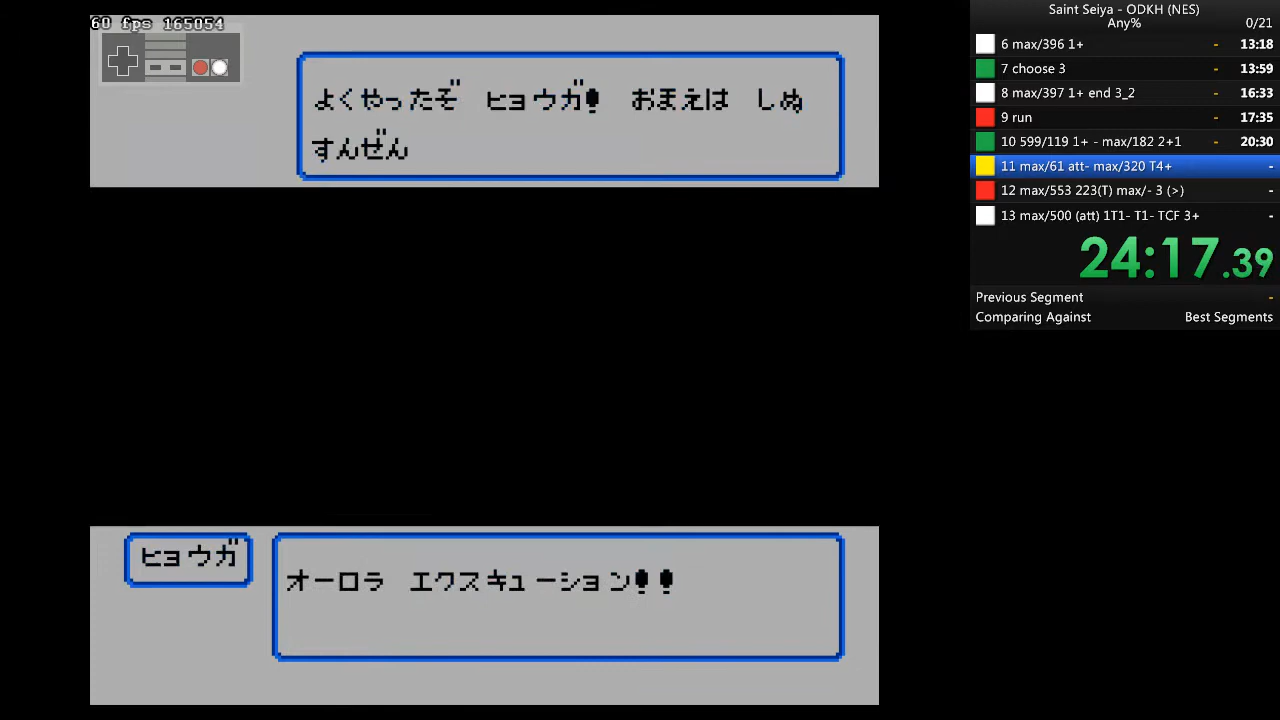 60 fps 165054
よくやったぞ ヒョウガ! おまえは しぬ
すんぜん
ヒョウガ
オーロラ エクスキューション!!
Saint Seiya - ODKH (NES)
Any% 0/21
6 max/396 1+ - 13:18
7 choose 3 - 13:59
8 max/397 1+ end 3_2 - 16:33
9 run - 17:35
10 599/119 1+ - max/182 2+1 - 20:30
11 max/61 att- max/320 T4+ -
12 max/553 223(T) max/- 3 (>) -
13 max/500 (att) 1T1- T1- TCF 3+ -
24:17.39
Previous Segment -
Comparing Against Best Segments